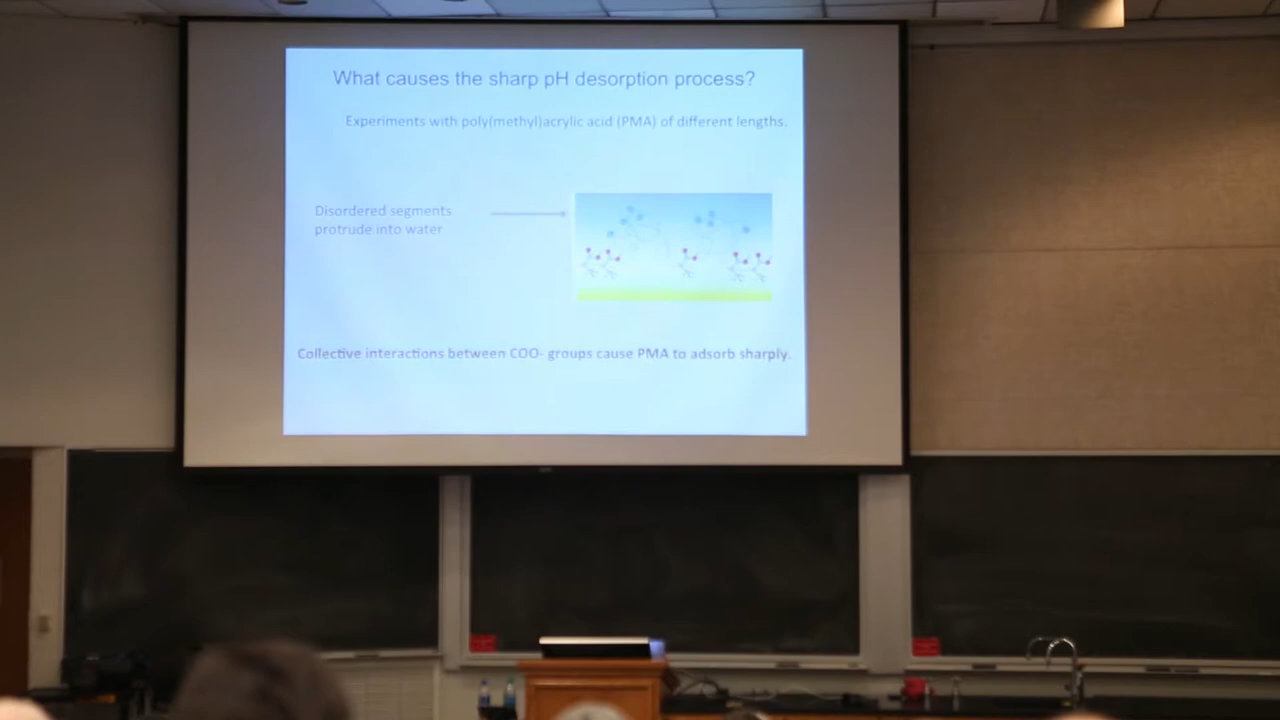 What causes the sharp pH desorption process?
Experiments with poly(methyl)acrylic acid (PMA) of different lengths.
Disordered segments
protrude into water
Collective interactions between COO- groups cause PMA to adsorb sharply.